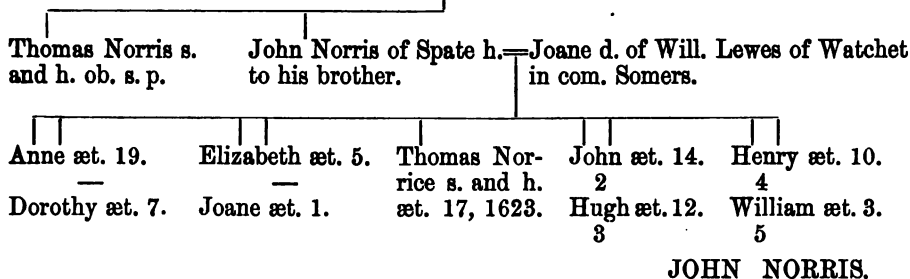 Thomas Norris s. and h. ob. s. p.
John Norris of Spate h. to his brother.
Joane d. of Will. Lewes of Watchet in com. Somers.
Anne æt. 19.
—
Dorothy æt. 7.
Elizabeth æt. 5.
—
Joane æt. 1.
Thomas Nor-
rice s. and h.
æt. 17, 1623.
John æt. 14.
2
Hugh æt. 12.
3
Henry æt. 10.
4
William æt. 3.
5
JOHN NORRIS.